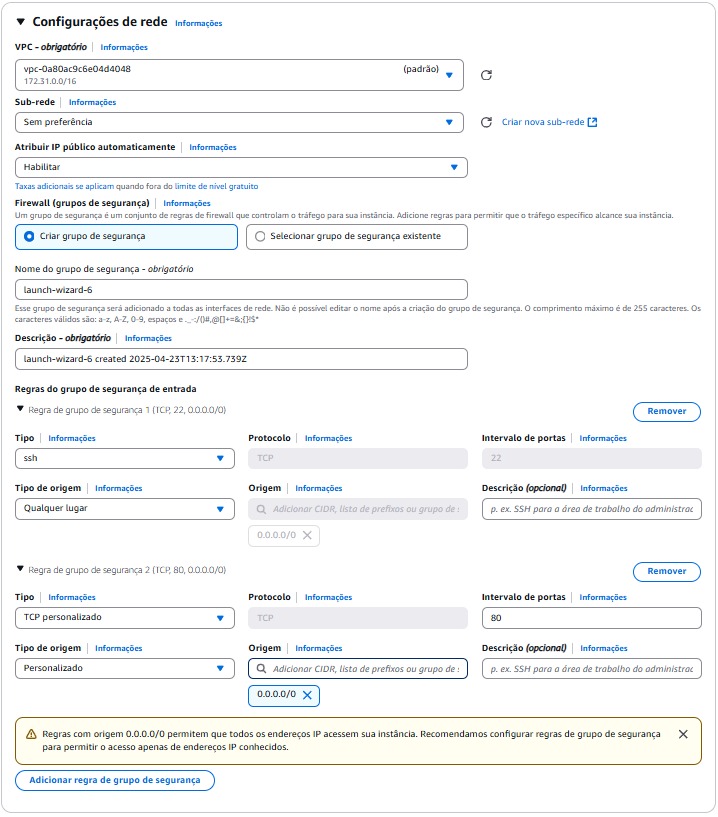 Configurações de rede Informações
VPC - obrigatório Informações
vpc-0a80ac9c6e04d4048 (padrão)
172.31.0.0/16
Sub-rede Informações
Sem preferência Criar nova sub-rede
Atribuir IP público automaticamente Informações
Habilitar
Taxas adicionais se aplicam quando fora do limite de nível gratuito
Firewall (grupos de segurança) Informações
Um grupo de segurança é um conjunto de regras de firewall que controlam o tráfego para sua instância. Adicione regras para permitir que o tráfego específico alcance sua instância.
Criar grupo de segurança Selecionar grupo de segurança existente
Nome do grupo de segurança - obrigatório
launch-wizard-6
Esse grupo de segurança será adicionado a todas as interfaces de rede. Não é possível editar o nome após a criação do grupo de segurança. O comprimento máximo é de 255 caracteres. Os
caracteres válidos são: a-z, A-Z, 0-9, espaços e ._-:/()#,@[]+=&;{}!$*
Descrição - obrigatório Informações
launch-wizard-6 created 2025-04-23T13:17:53.739Z
Regras do grupo de segurança de entrada
Regra de grupo de segurança 1 (TCP, 22, 0.0.0.0/0) Remover
Tipo Informações Protocolo Informações Intervalo de portas Informações
ssh TCP 22
Tipo de origem Informações Origem Informações Descrição (opcional) Informações
Qualquer lugar Adicionar CIDR, lista de prefixos ou grupo de s p. ex. SSH para a área de trabalho do administrac
0.0.0.0/0
Regra de grupo de segurança 2 (TCP, 80, 0.0.0.0/0) Remover
Tipo Informações Protocolo Informações Intervalo de portas Informações
TCP personalizado TCP 80
Tipo de origem Informações Origem Informações Descrição (opcional) Informações
Personalizado Adicionar CIDR, lista de prefixos ou grupo de s p. ex. SSH para a área de trabalho do administrac
0.0.0.0/0
Regras com origem 0.0.0.0/0 permitem que todos os endereços IP acessem sua instância. Recomendamos configurar regras de grupo de segurança
para permitir o acesso apenas de endereços IP conhecidos.
Adicionar regra de grupo de segurança